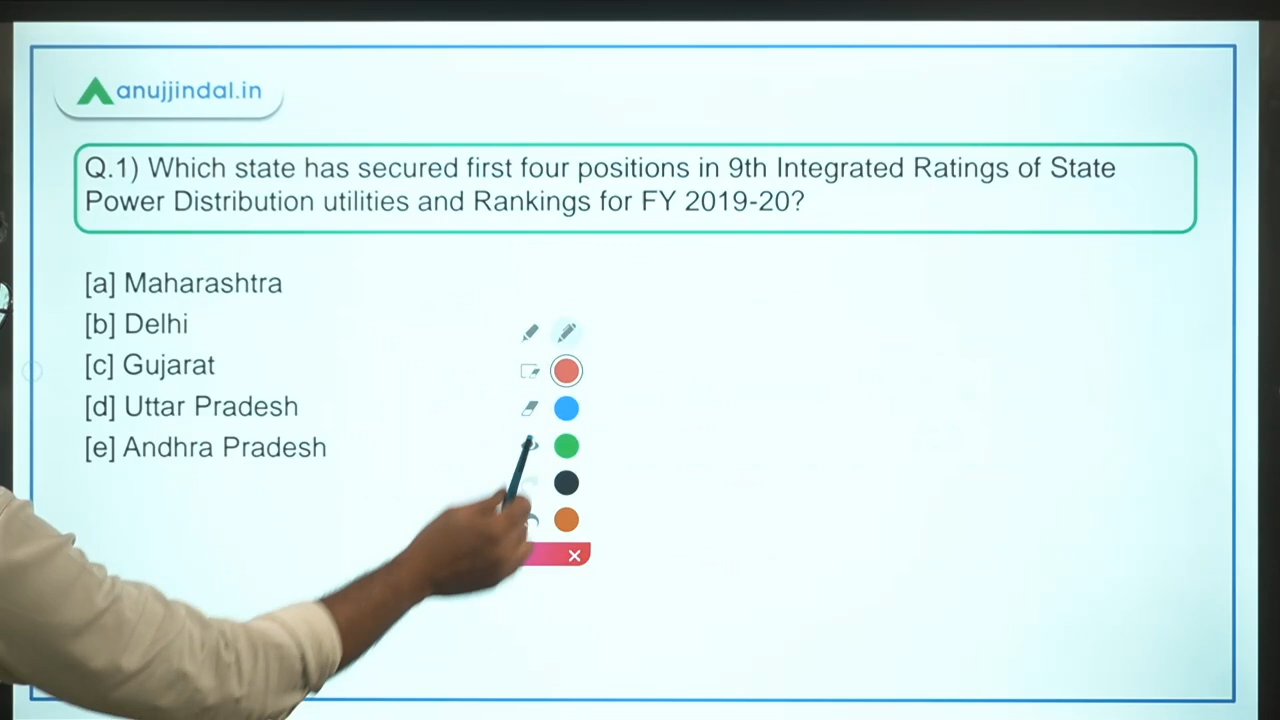 anujjindal.in
Q.1) Which state has secured first four positions in 9th Integrated Ratings of State
Power Distribution utilities and Rankings for FY 2019-20?
[a] Maharashtra
[b] Delhi
[c] Gujarat
[d] Uttar Pradesh
[e] Andhra Pradesh